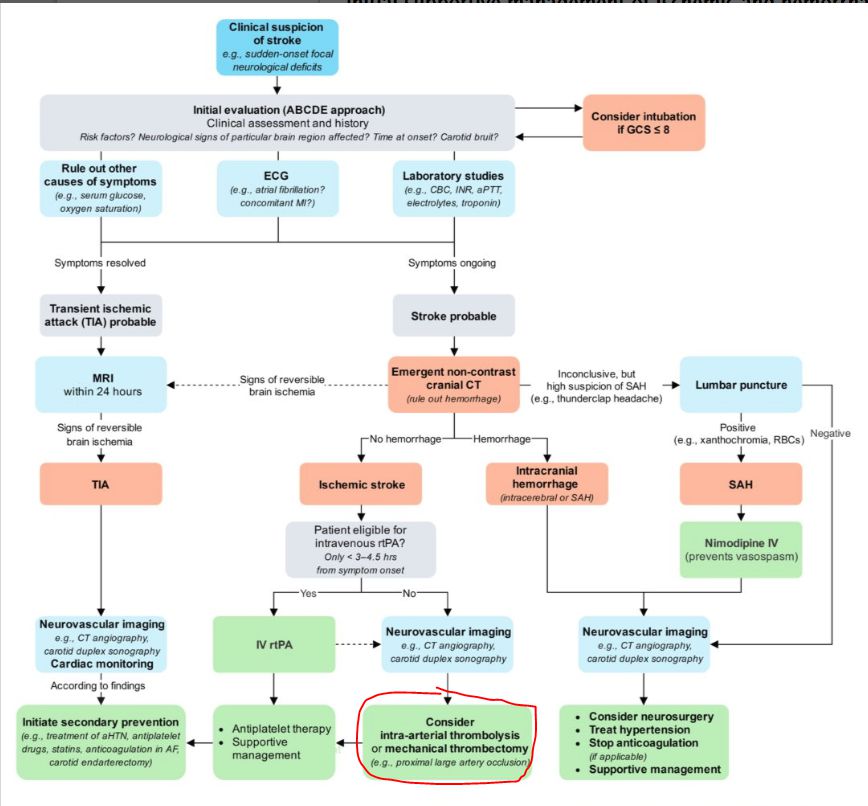 Clinical suspicion
of stroke
e.g., sudden-onset focal
neurological deficits
Initial evaluation (ABCDE approach)
Clinical assessment and history
Risk factors? Neurological signs of particular brain region affected? Time at onset? Carotid bruit?
Consider intubation
if GCS ≤ 8
Rule out other
causes of symptoms
(e.g., serum glucose,
oxygen saturation)
ECG
(e.g., atrial fibrillation?
concomitant MI?)
Laboratory studies
(e.g., CBC, INR, aPTT,
electrolytes, troponin)
Symptoms resolved
Symptoms ongoing
Transient ischemic
attack (TIA) probable
Stroke probable
MRI
within 24 hours
Signs of reversible
brain ischemia
Emergent non-contrast
cranial CT
(rule out hemorrhage)
Inconclusive, but
high suspicion of SAH
(e.g., thunderclap headache)
Lumbar puncture
Signs of reversible
brain ischemia
No hemorrhage
Hemorrhage
Positive
(e.g., xanthochromia, RBCs)
Negative
TIA
Ischemic stroke
Intracranial
hemorrhage
(intracerebral or SAH)
SAH
Patient eligible for
intravenous rtPA?
Only < 3–4.5 hrs
from symptom onset
Nimodipine IV
(prevents vasospasm)
Yes
No
Neurovascular imaging
e.g., CT angiography,
carotid duplex sonography
Cardiac monitoring
IV rtPA
Neurovascular imaging
e.g., CT angiography,
carotid duplex sonography
Neurovascular imaging
e.g., CT angiography,
carotid duplex sonography
According to findings
Initiate secondary prevention
(e.g., treatment of aHTN, antiplatelet
drugs, statins, anticoagulation in AF,
carotid endarterectomy)
• Antiplatelet therapy
• Supportive
management
Consider
intra-arterial thrombolysis
or mechanical thrombectomy
(e.g., proximal large artery occlusion)
• Consider neurosurgery
• Treat hypertension
• Stop anticoagulation
(if applicable)
• Supportive management